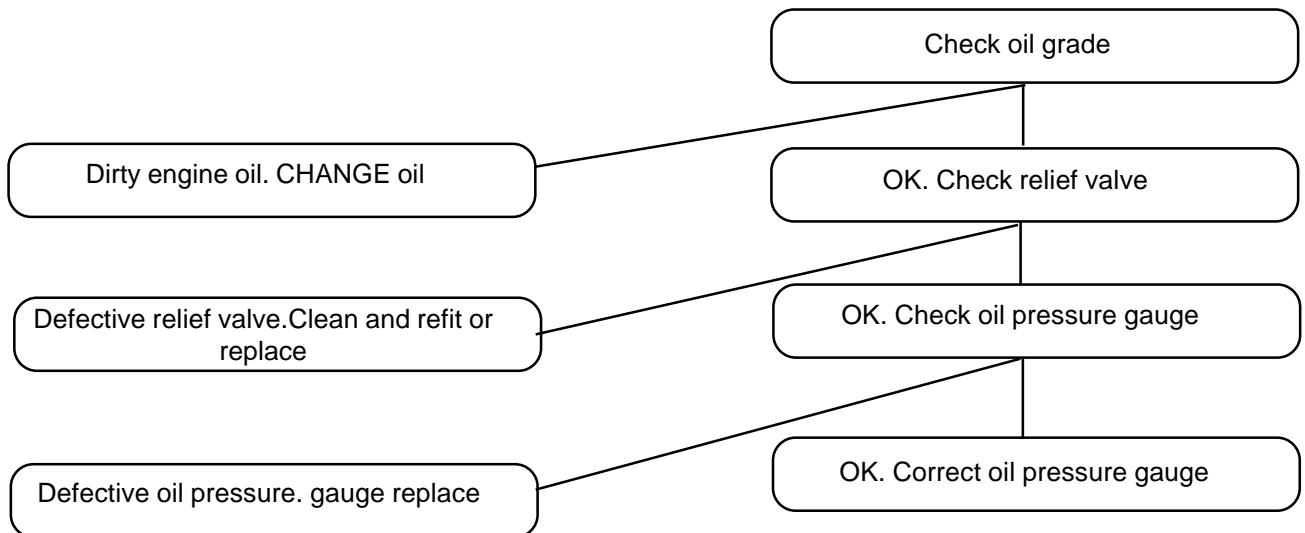 Check oil grade
Dirty engine oil. CHANGE oil
OK. Check relief valve
Defective relief valve.Clean and refit or
replace
OK. Check oil pressure gauge
Defective oil pressure. gauge replace
OK. Correct oil pressure gauge